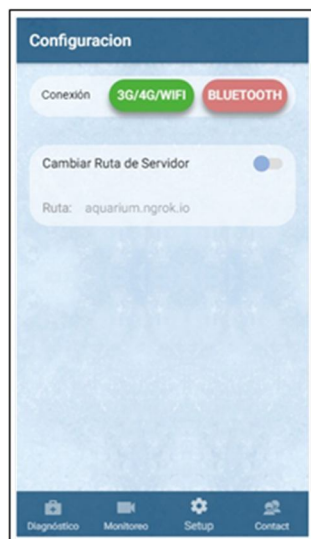 Configuracion
Conexión 3G/4G/WIFI BLUETOOTH
Cambiar Ruta de Servidor
Ruta: aquarium.ngrok.io
Diagnóstico Monitoreo Setup Contact